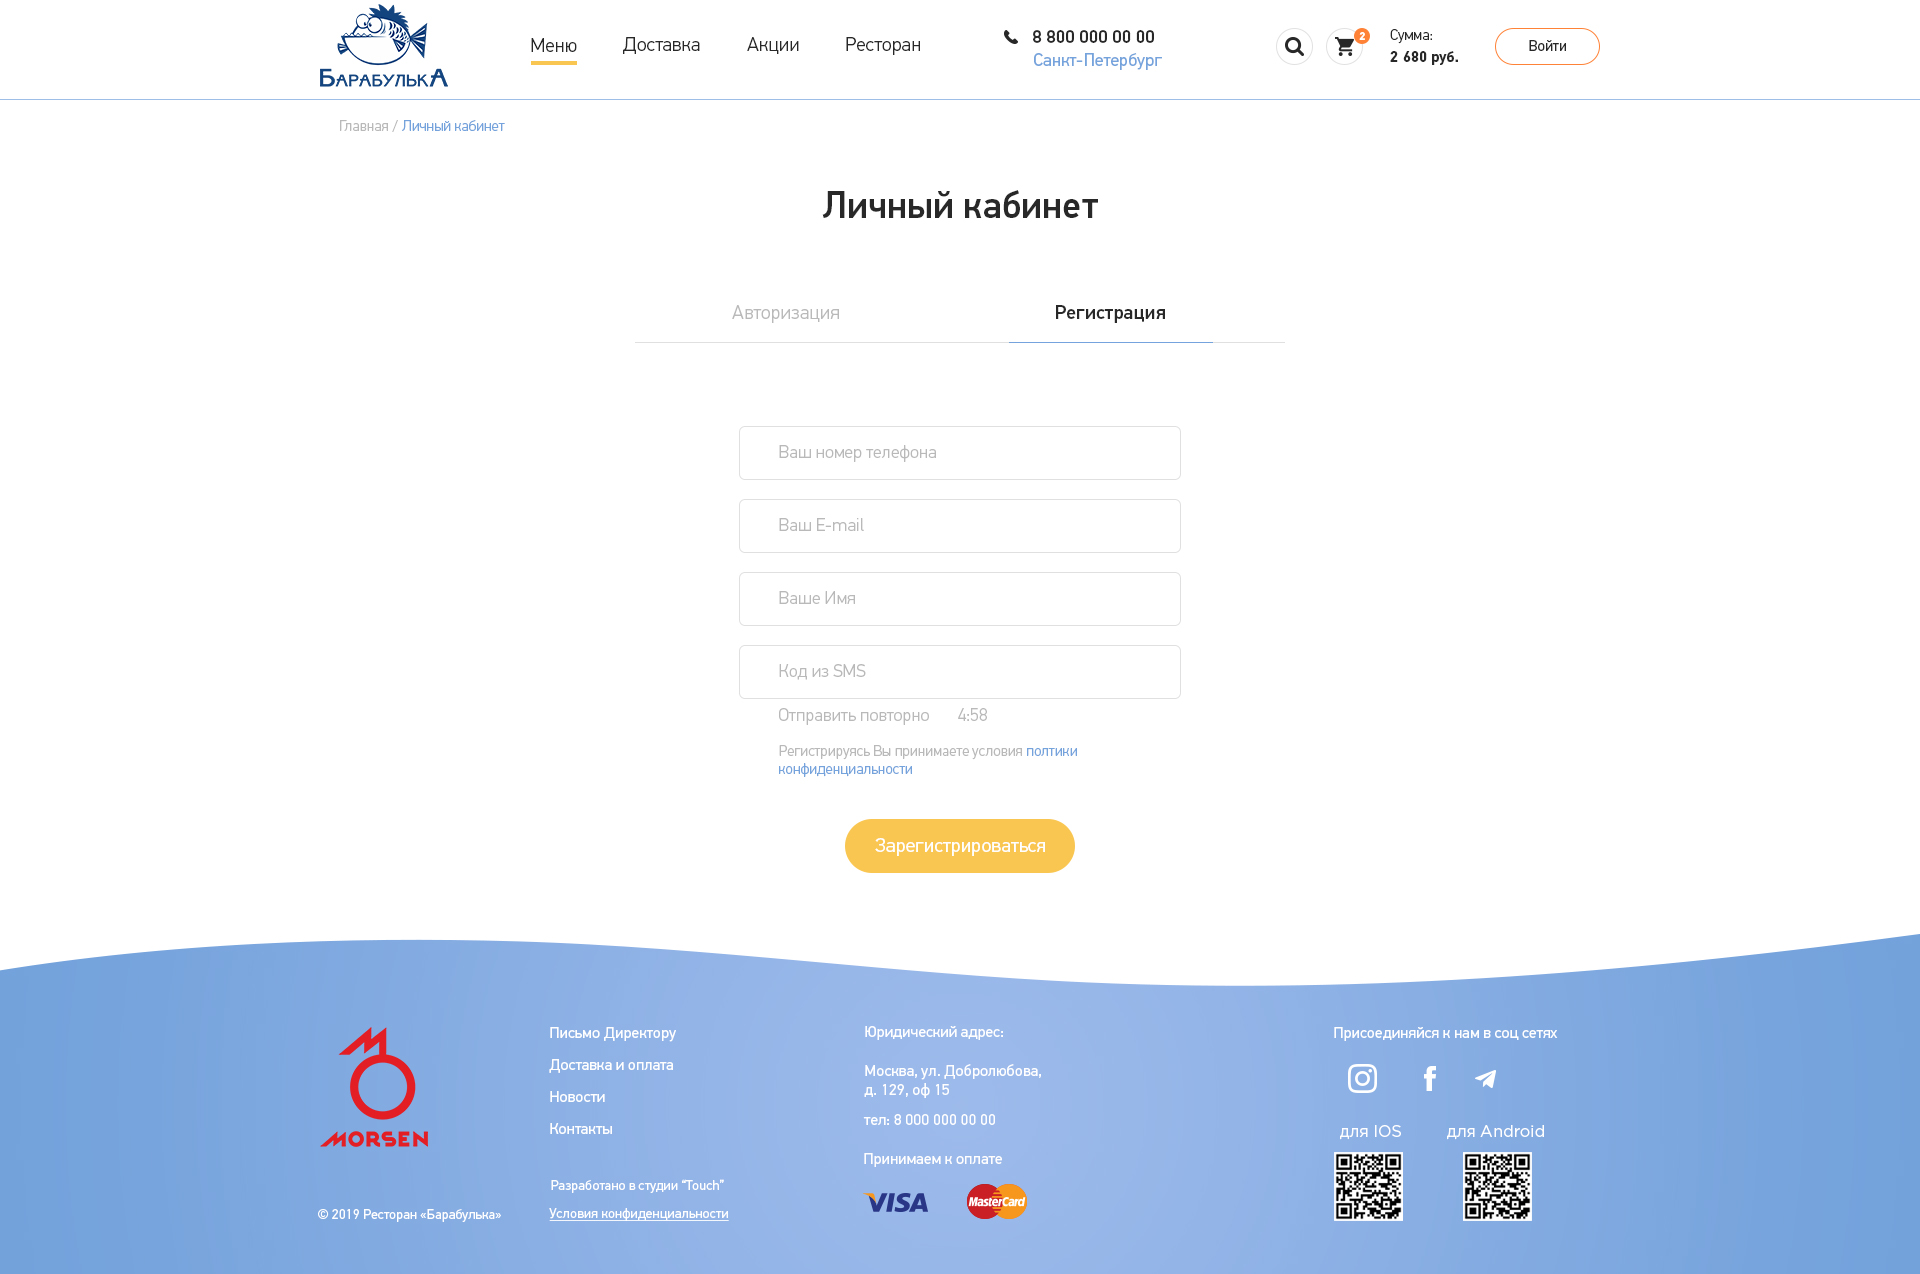 БАРАБУЛЬКА
Меню
Доставка
Акции
Ресторан
8 800 000 00 00
Санкт-Петербург
2
Сумма:
2 680 руб.
Войти
Главная / Личный кабинет
Личный кабинет
Авторизация
Регистрация
Ваш номер телефона
Ваш E-mail
Ваше Имя
Код из SMS
Отправить повторно 4:58
Регистрируясь Вы принимаете условия полтики
конфиденциальности
Зарегистрироваться
MORSEN
© 2019 Ресторан «Барабулька»
Письмо Директору
Доставка и оплата
Новости
Контакты
Разработано в студии “Touch”
Условия конфиденциальности
Юридический адрес:
Москва, ул. Добролюбова,
д. 129, оф 15
тел: 8 000 000 00 00
Принимаем к оплате
VISA
MasterCard
Присоединяйся к нам в соц сетях
для IOS
для Android